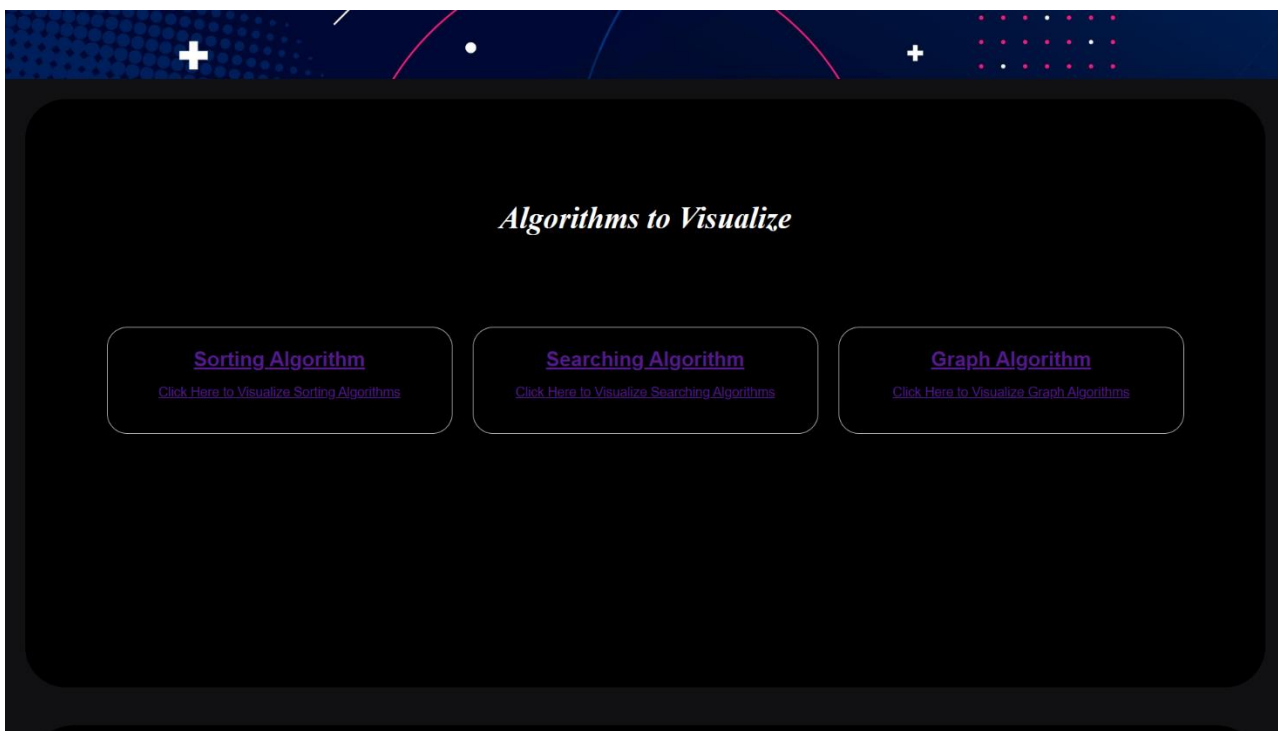 Algorithms to Visualize
Sorting Algorithm
Click Here to Visualize Sorting Algorithms
Searching Algorithm
Click Here to Visualize Searching Algorithms
Graph Algorithm
Click Here to Visualize Graph Algorithms